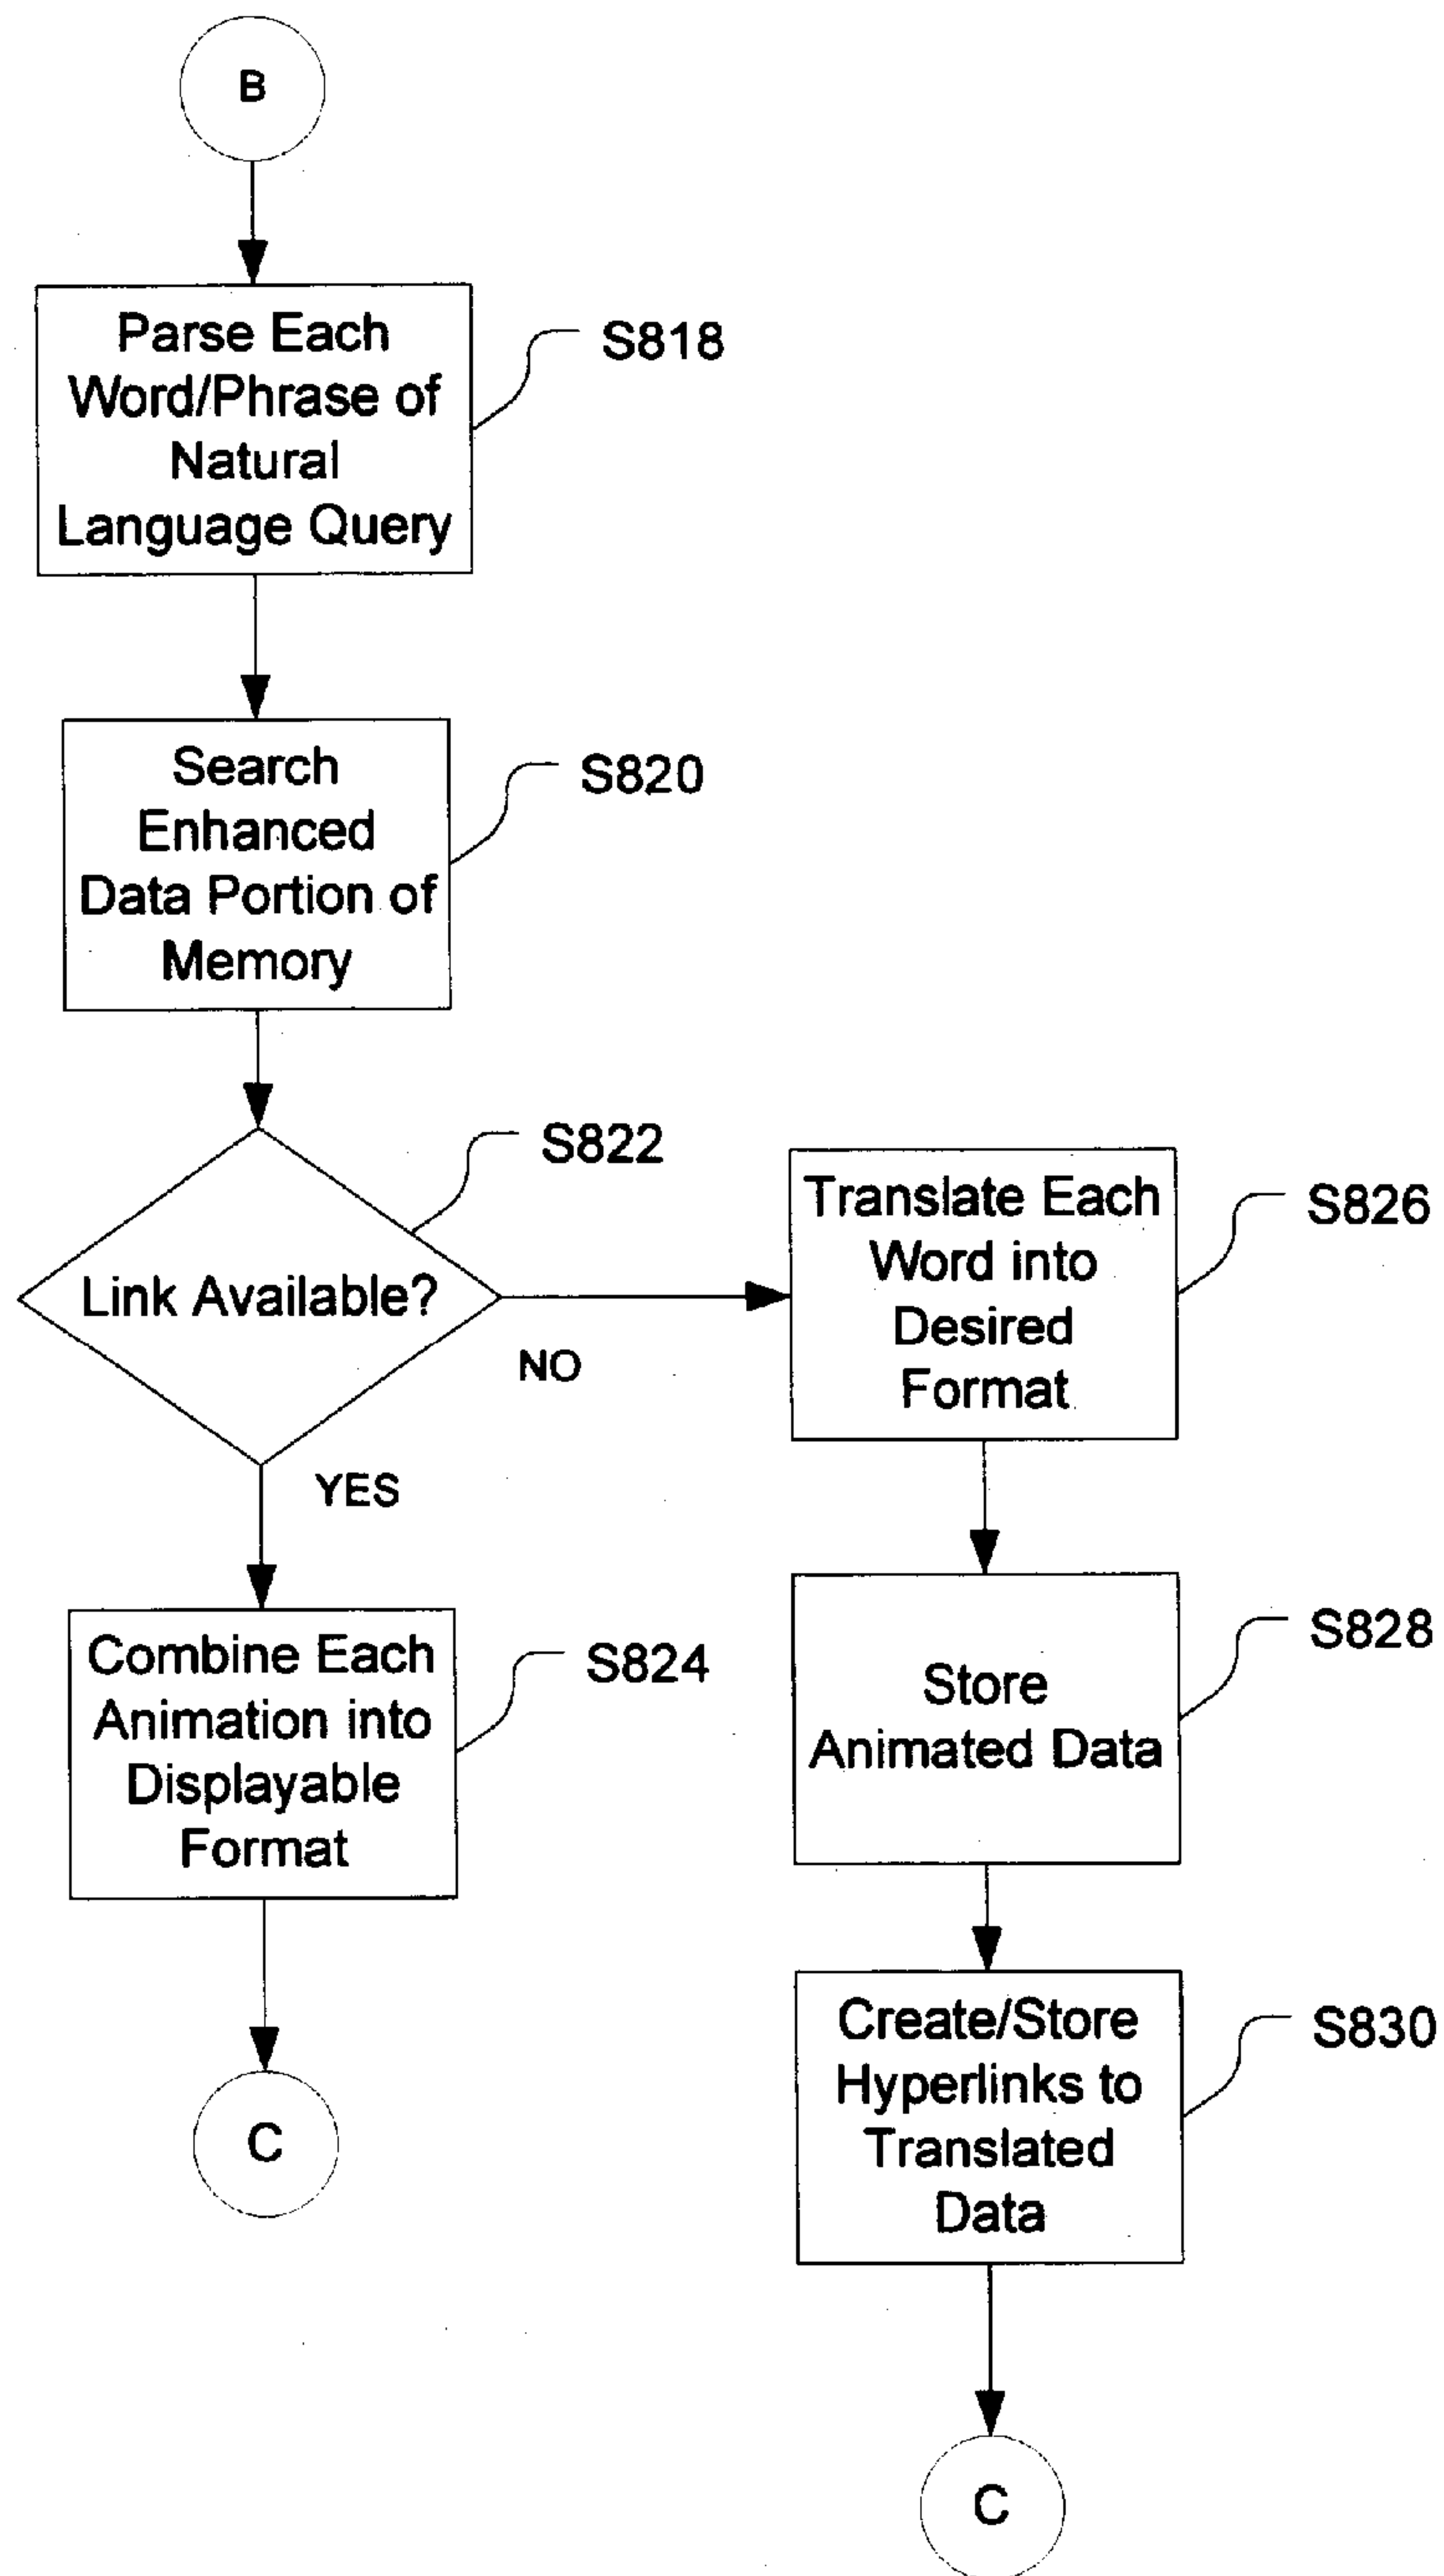 B
Parse Each
Word/Phrase of
Natural
Language Query
S818
Search
Enhanced
Data Portion of
Memory
S820
Link Available?
S822
NO
YES
Combine Each
Animation into
Displayable
Format
S824
C
Translate Each
Word into
Desired
Format
S826
Store
Animated Data
S828
Create/Store
Hyperlinks to
Translated
Data
S830
C